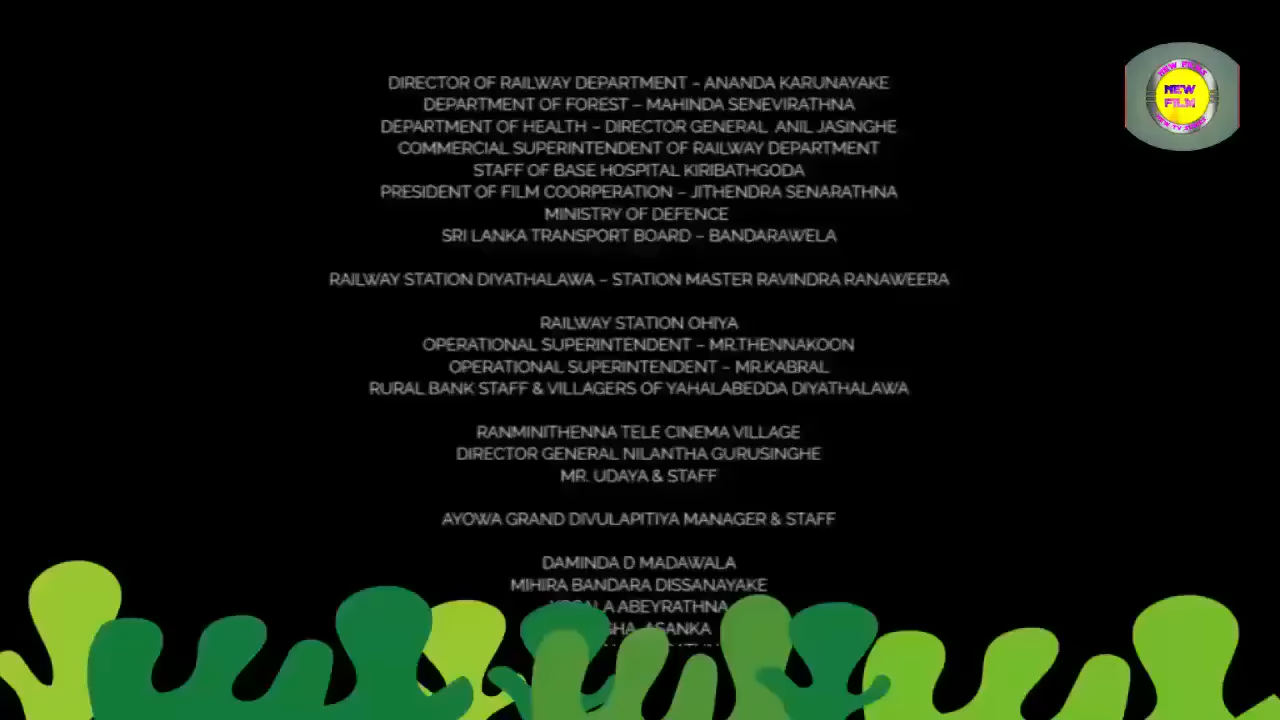 DIRECTOR OF RAILWAY DEPARTMENT – ANANDA KARUNAYAKE
DEPARTMENT OF FOREST – MAHINDA SENEVIRATHNA
DEPARTMENT OF HEALTH – DIRECTOR GENERAL ANIL JASINGHE
COMMERCIAL SUPERINTENDENT OF RAILWAY DEPARTMENT
STAFF OF BASE HOSPITAL KIRIBATHGODA
PRESIDENT OF FILM COORPERATION – JITHENDRA SENARATHNA
MINISTRY OF DEFENCE
SRI LANKA TRANSPORT BOARD – BANDARAWELA
RAILWAY STATION DIYATHALAWA – STATION MASTER RAVINDRA RANAWEERA
RAILWAY STATION OHIYA
OPERATIONAL SUPERINTENDENT – MR.THENNAKOON
OPERATIONAL SUPERINTENDENT – MR.KABRAL
RURAL BANK STAFF & VILLAGERS OF YAHALABEDDA DIYATHALAWA
RANMINITHENNA TELE CINEMA VILLAGE
DIRECTOR GENERAL NILANTHA GURUSINGHE
MR. UDAYA & STAFF
AYOWA GRAND DIVULAPITIYA MANAGER & STAFF
DAMINDA D MADAWALA
MIHIRA BANDARA DISSANAYAKE
ABEYRATHNA
ASANKA
NEW FILMS
NEW
FILM